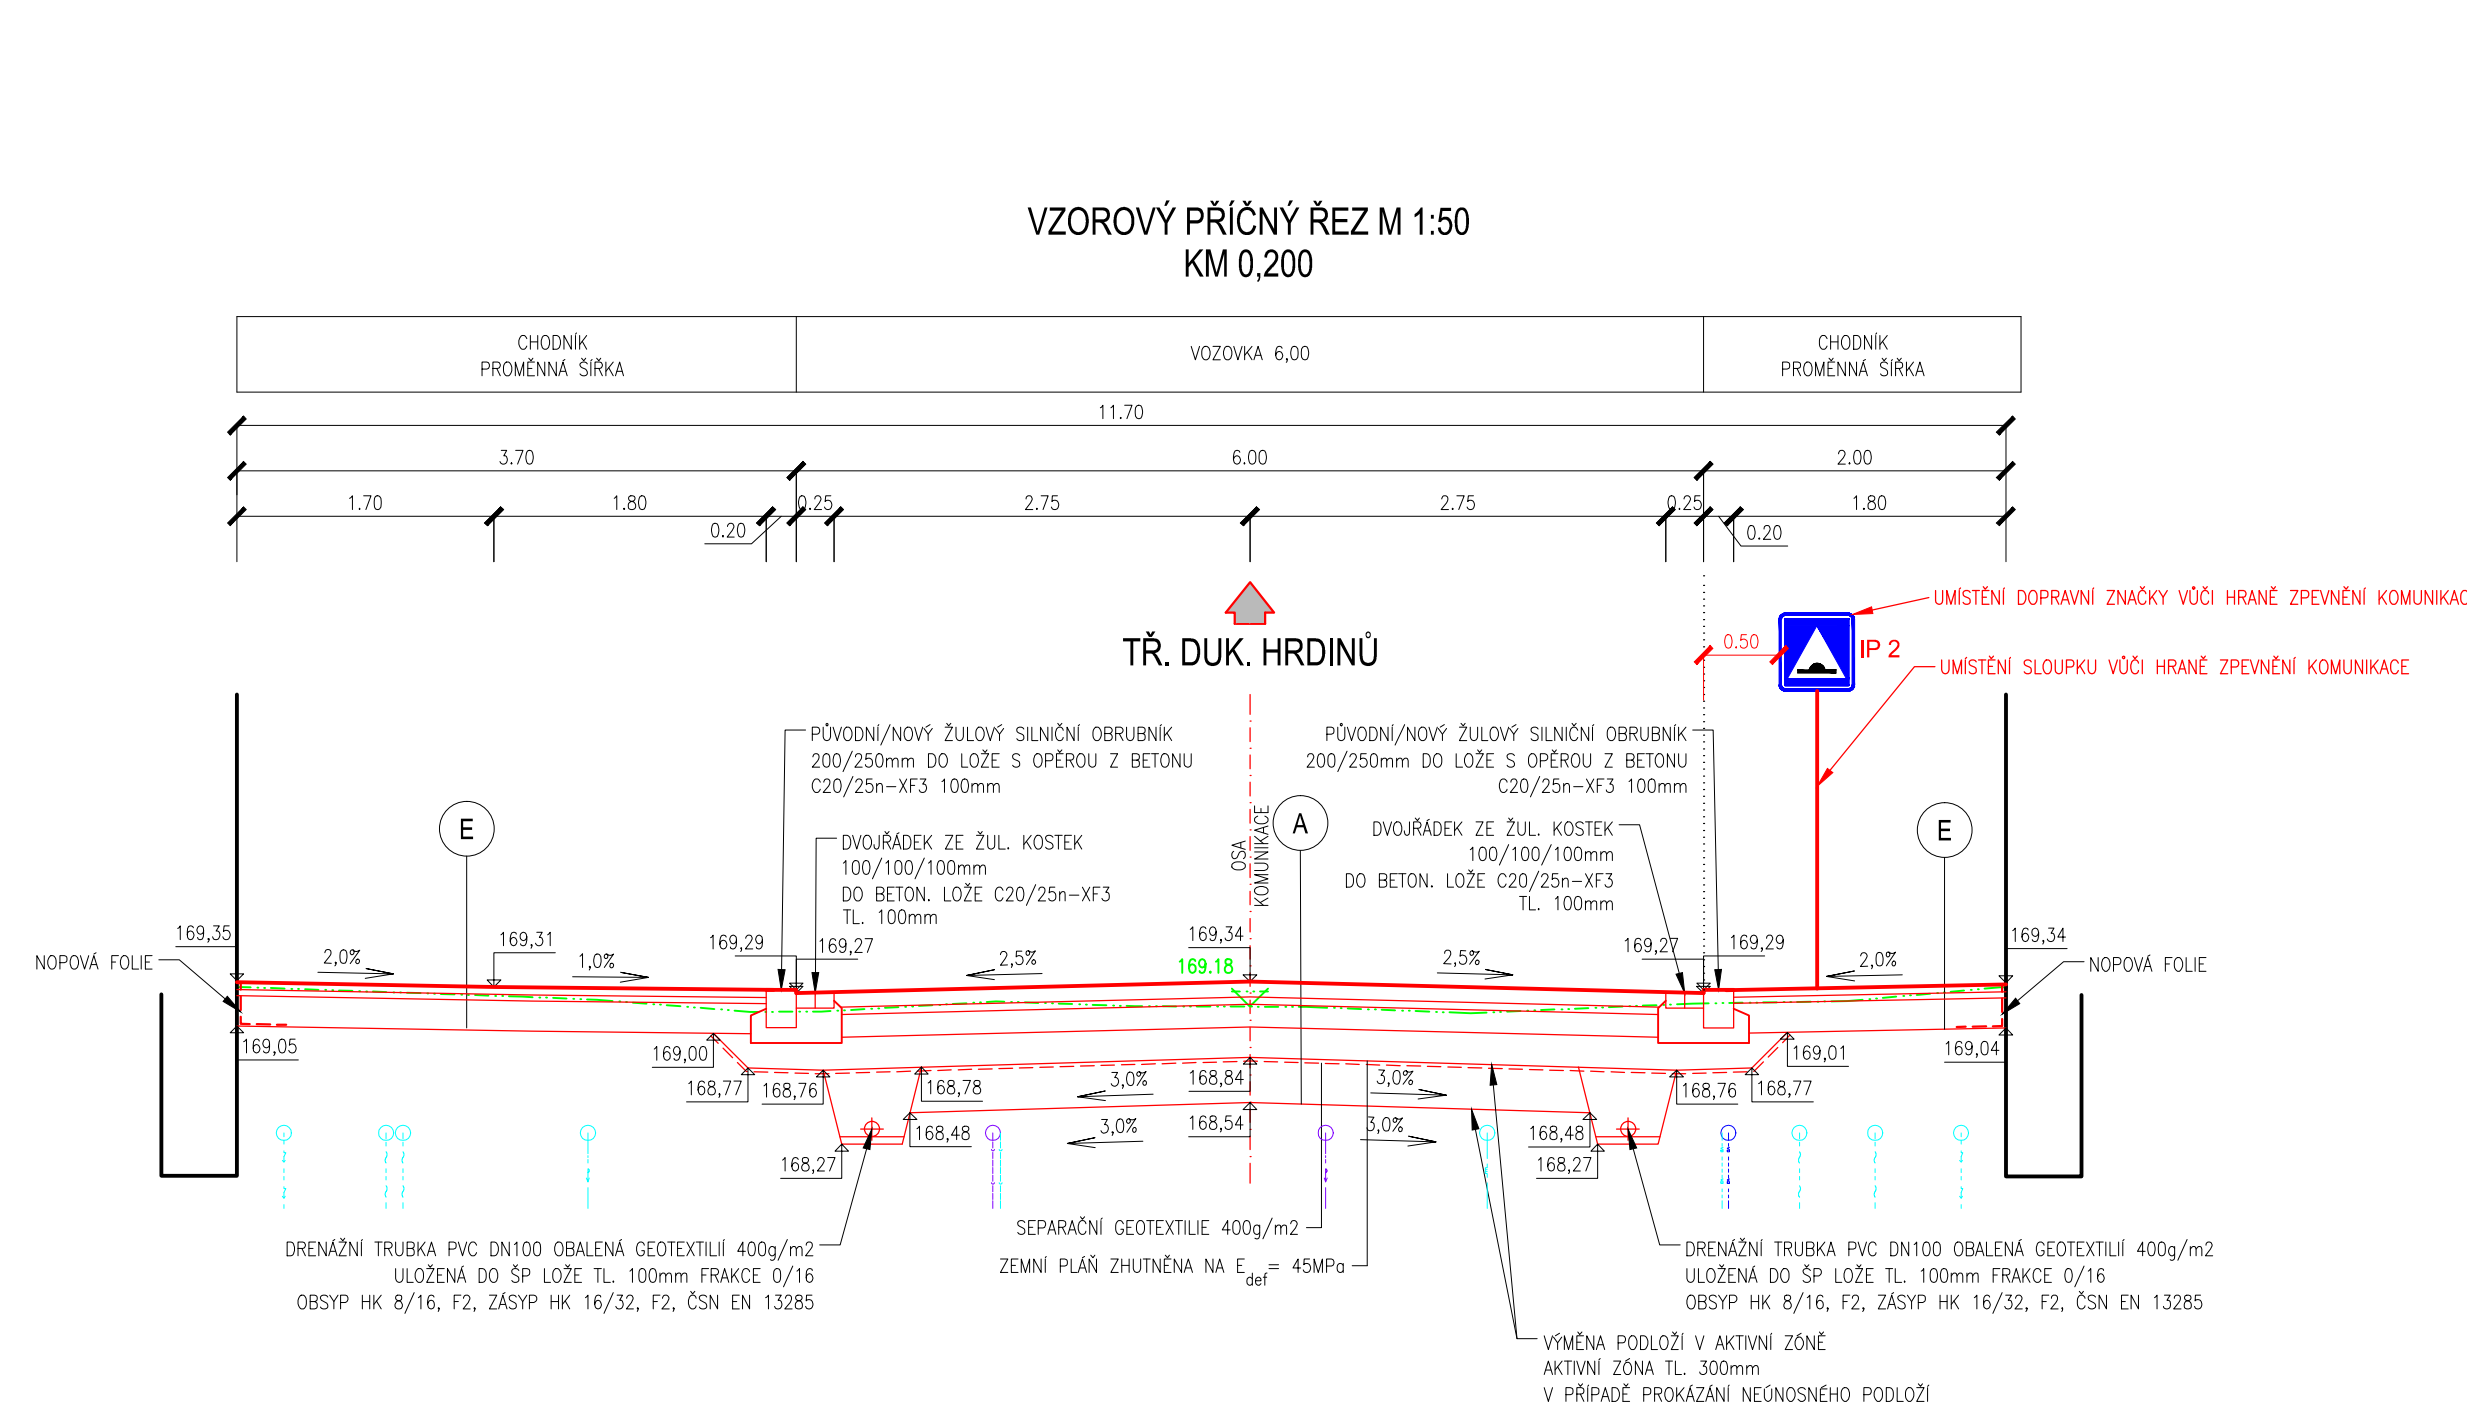 VZOROVÝ PŘÍČNÝ ŘEZ M 1:50
KM 0,200
CHODNÍK
PROMĚNNÁ ŠÍŘKA
VOZOVKA 6,00
CHODNÍK
PROMĚNNÁ ŠÍŘKA
11.70
3.70
6.00
2.00
1.70
1.80
0.25
2.75
2.75
0.25
1.80
0.20
0.20
UMÍSTĚNÍ DOPRAVNÍ ZNAČKY VŮČI HRANĚ ZPEVNĚNÍ KOMUNIKAC
0.50
IP 2
TŘ. DUK. HRDINŮ
UMÍSTĚNÍ SLOUPKU VŮČI HRANĚ ZPEVNĚNÍ KOMUNIKACE
PŮVODNÍ/NOVÝ ŽULOVÝ SILNIČNÍ OBRUBNÍK
200/250mm DO LOŽE S OPĚROU Z BETONU
C20/25n-XF3 100mm
PŮVODNÍ/NOVÝ ŽULOVÝ SILNIČNÍ OBRUBNÍK
200/250mm DO LOŽE S OPĚROU Z BETONU
C20/25n-XF3 100mm
E
A
E
OSA
KOMUNIKACE
DVOJŘÁDEK ZE ŽUL. KOSTEK
100/100/100mm
DO BETON. LOŽE C20/25n-XF3
TL. 100mm
DVOJŘÁDEK ZE ŽUL. KOSTEK
100/100/100mm
DO BETON. LOŽE C20/25n-XF3
TL. 100mm
169,35
169,31
169,29
169,27
169,34
169,27
169,29
169,34
NOPOVÁ FOLIE
2,0%
1,0%
2,5%
169.18
2,5%
2,0%
NOPOVÁ FOLIE
169,05
169,00
169,01
169,04
168,77
168,76
168,78
3,0%
168,84
3,0%
168,76
168,77
168,48
3,0%
168,54
3,0%
168,48
168,27
168,27
SEPARAČNÍ GEOTEXTILIE 400g/m2
ZEMNÍ PLÁŇ ZHUTNĚNA NA Edef= 45MPa
DRENÁŽNÍ TRUBKA PVC DN100 OBALENÁ GEOTEXTILIÍ 400g/m2
ULOŽENÁ DO ŠP LOŽE TL. 100mm FRAKCE 0/16
OBSYP HK 8/16, F2, ZÁSYP HK 16/32, F2, ČSN EN 13285
DRENÁŽNÍ TRUBKA PVC DN100 OBALENÁ GEOTEXTILIÍ 400g/m2
ULOŽENÁ DO ŠP LOŽE TL. 100mm FRAKCE 0/16
OBSYP HK 8/16, F2, ZÁSYP HK 16/32, F2, ČSN EN 13285
VÝMĚNA PODLOŽÍ V AKTIVNÍ ZÓNĚ
AKTIVNÍ ZÓNA TL. 300mm
V PŘÍPADĚ PROKÁZÁNÍ NEÚNOSNÉHO PODLOŽÍ